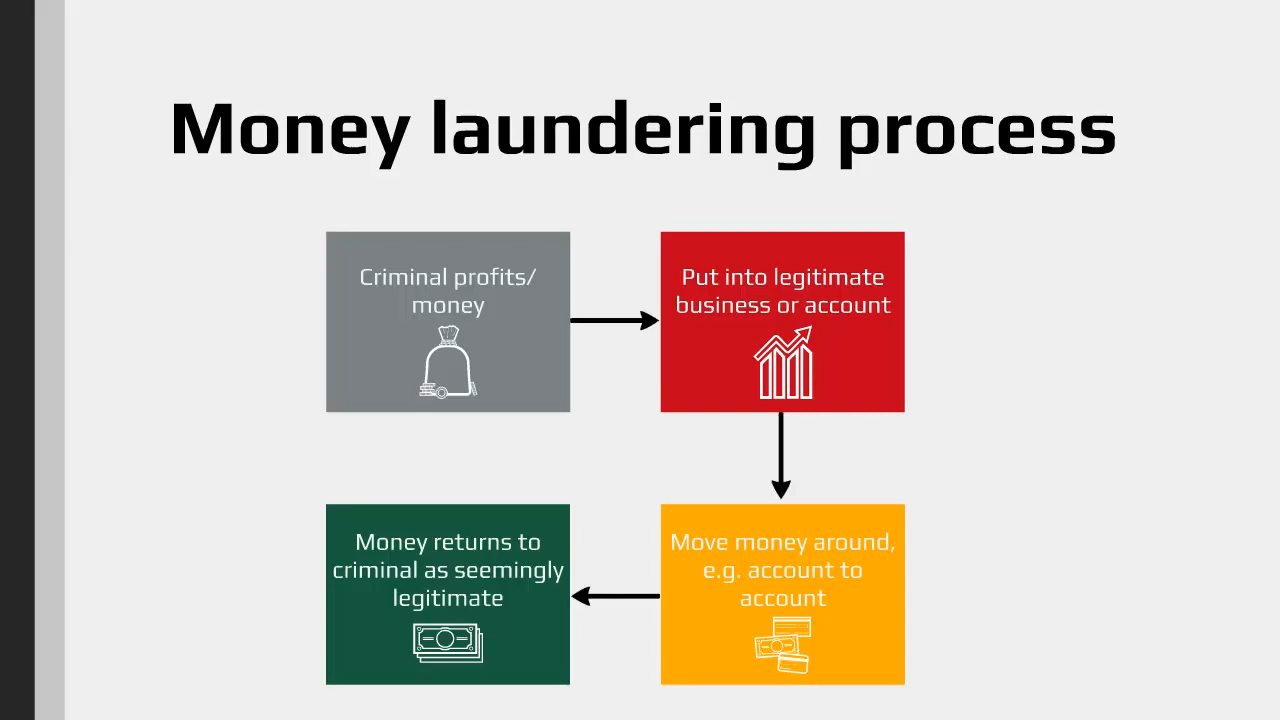 Money laundering process
Criminal profits/
money
Put into legitimate
business or account
Move money around,
e.g. account to
account
Money returns to
criminal as seemingly
legitimate